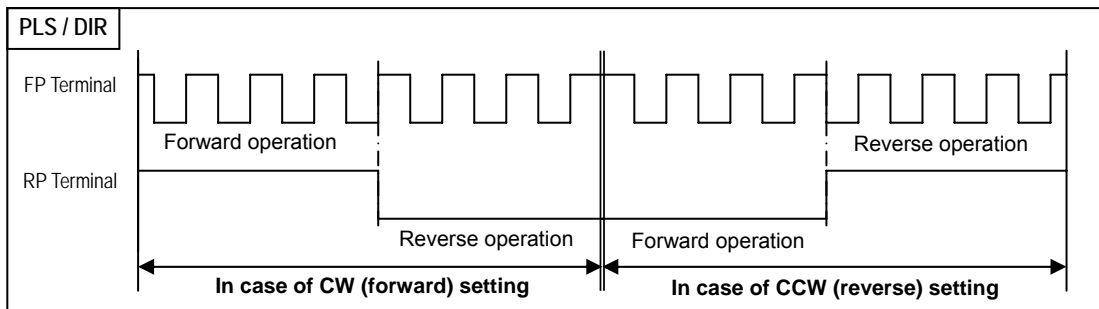 PLS / DIR
FP Terminal
Forward operation
Reverse operation
RP Terminal
Reverse operation
Forward operation
In case of CW (forward) setting
In case of CCW (reverse) setting